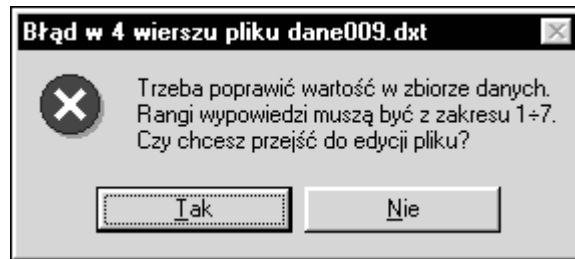 Błąd w 4 wierszu pliku dane009.dxt
Trzeba poprawić wartość w zbiorze danych.
Rangi wypowiedzi muszą być z zakresu 1÷7.
Czy chcesz przejść do edycji pliku?
Tak Nie